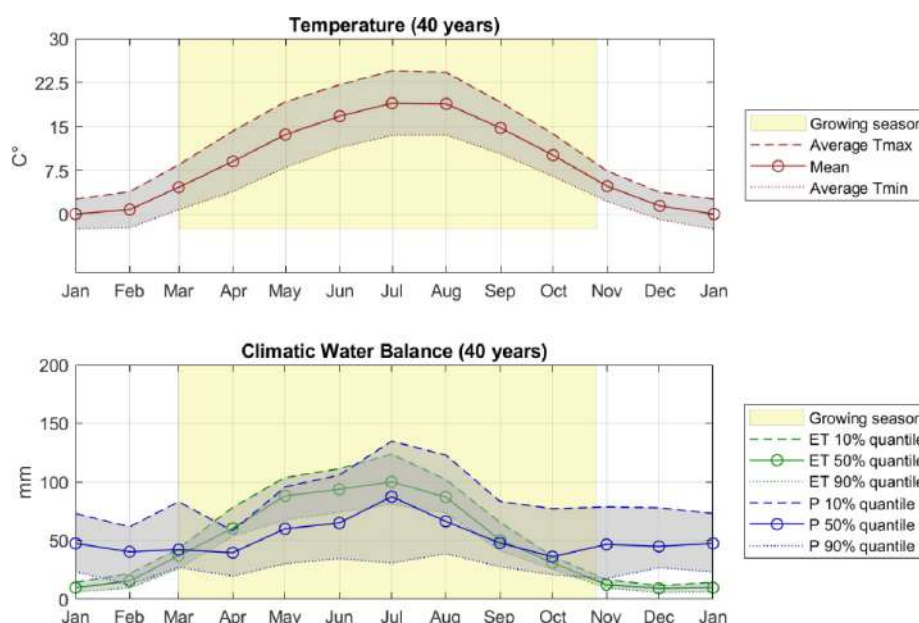 Temperature (40 years)
30
22.5
15
7.5
0
C°
Jan Feb Mar Apr May Jun Jul Aug Sep Oct Nov Dec Jan
Growing season
Average Tmax
Mean
Average Tmin
Climatic Water Balance (40 years)
200
150
100
50
0
mm
Jan Feb Mar Apr May Jun Jul Aug Sep Oct Nov Dec Jan
Growing season
ET 10% quantile
ET 50% quantile
ET 90% quantile
P 10% quantile
P 50% quantile
P 90% quantile